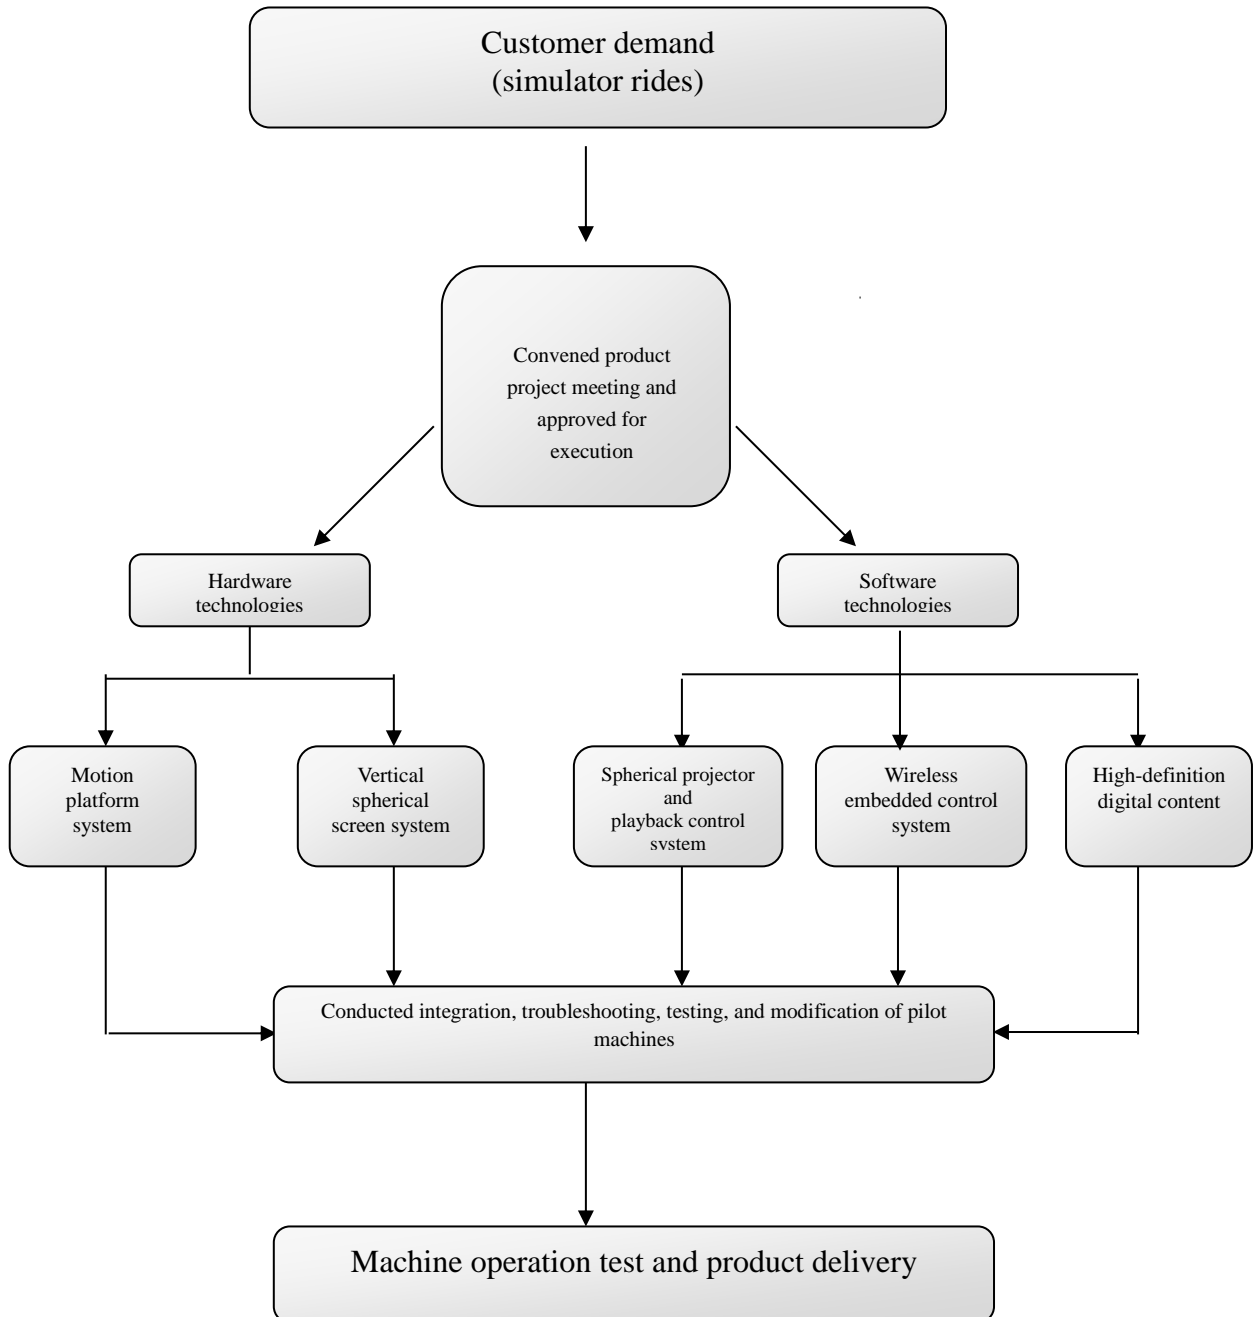 Customer demand
(simulator rides)
Convened product
project meeting and
approved for
execution
Hardware
technologies
Software
technologies
Motion
platform
system
Vertical
spherical
screen system
Spherical projector
and
playback control
system
Wireless
embedded control
system
High-definition
digital content
Conducted integration, troubleshooting, testing, and modification of pilot
machines
Machine operation test and product delivery